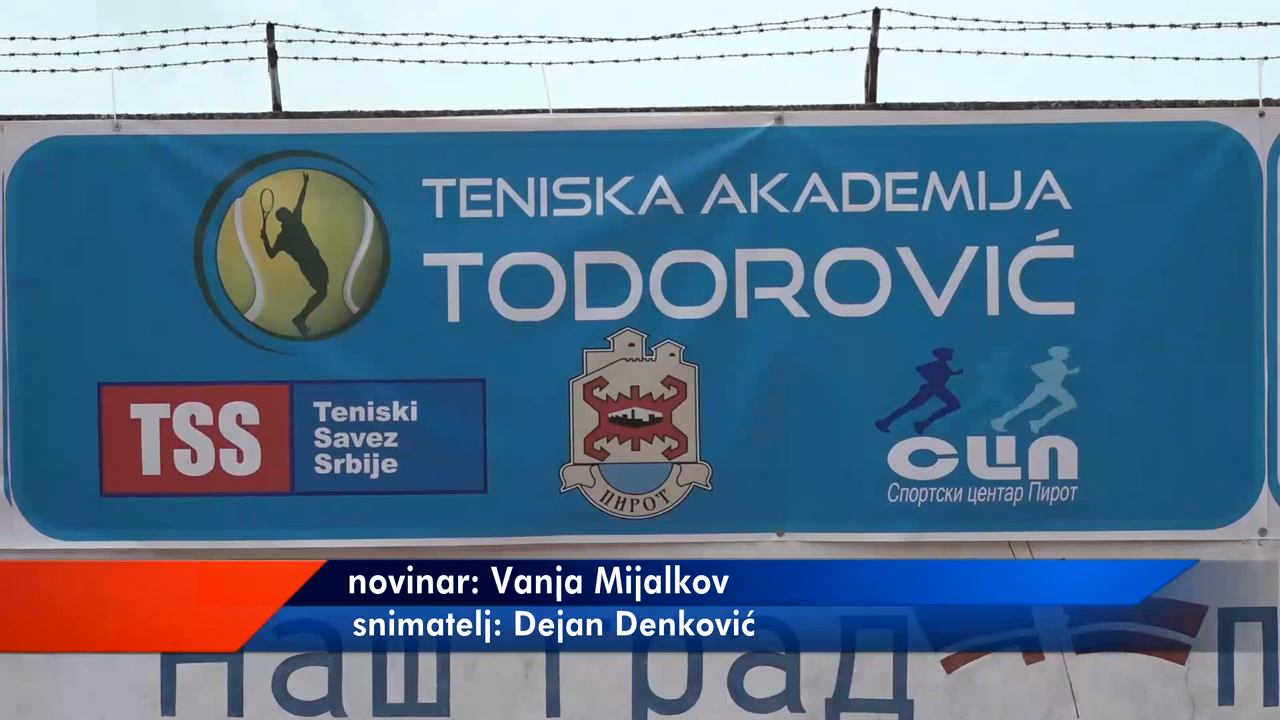 TENISKA AKADEMIJA
TODOROVIĆ
TSS
Teniski
Savez
Srbije
ПИРОТ
СЦП
Спортски центар Пирот
novinar: Vanja Mijalkov
snimatelj: Dejan Denković
Наш Град